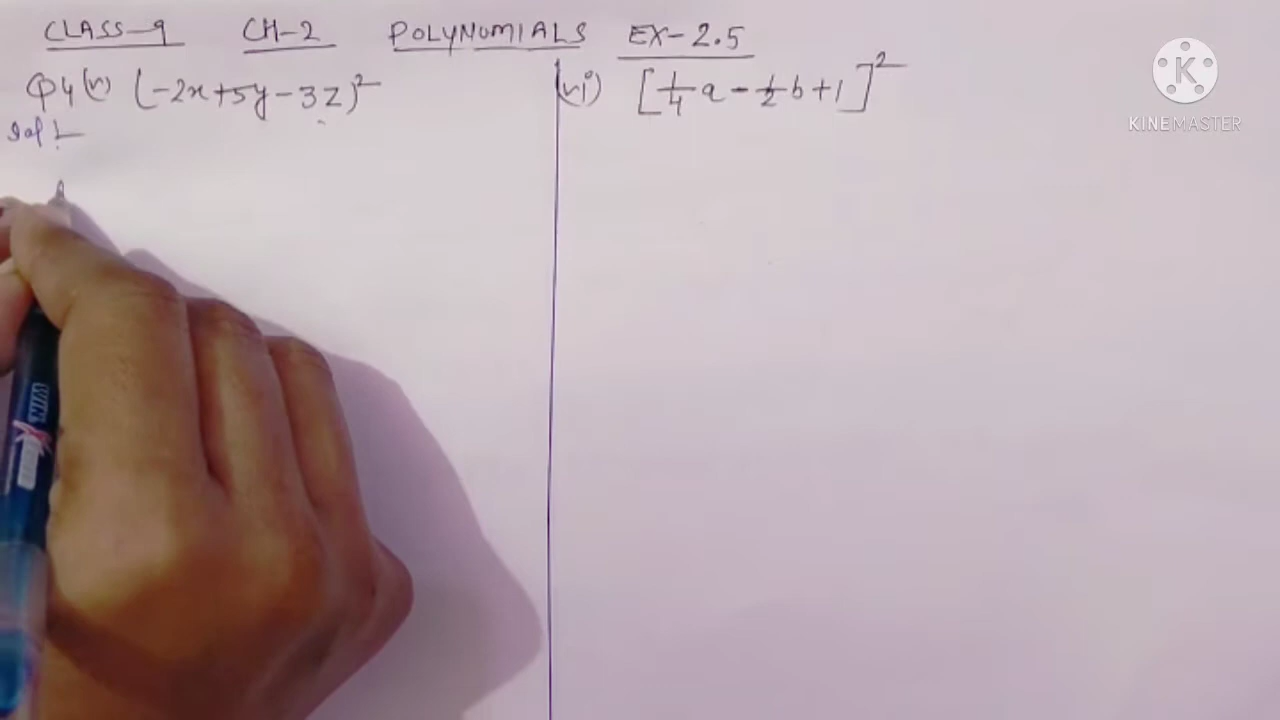 CLASS-9 CH-2 POLYNOMIALS EX-2.5
Q4(v) (-2x+5y-3z)²
Sol:-
(vi) [1/4 a - 1/2 b + 1]²
K
KINEMASTER